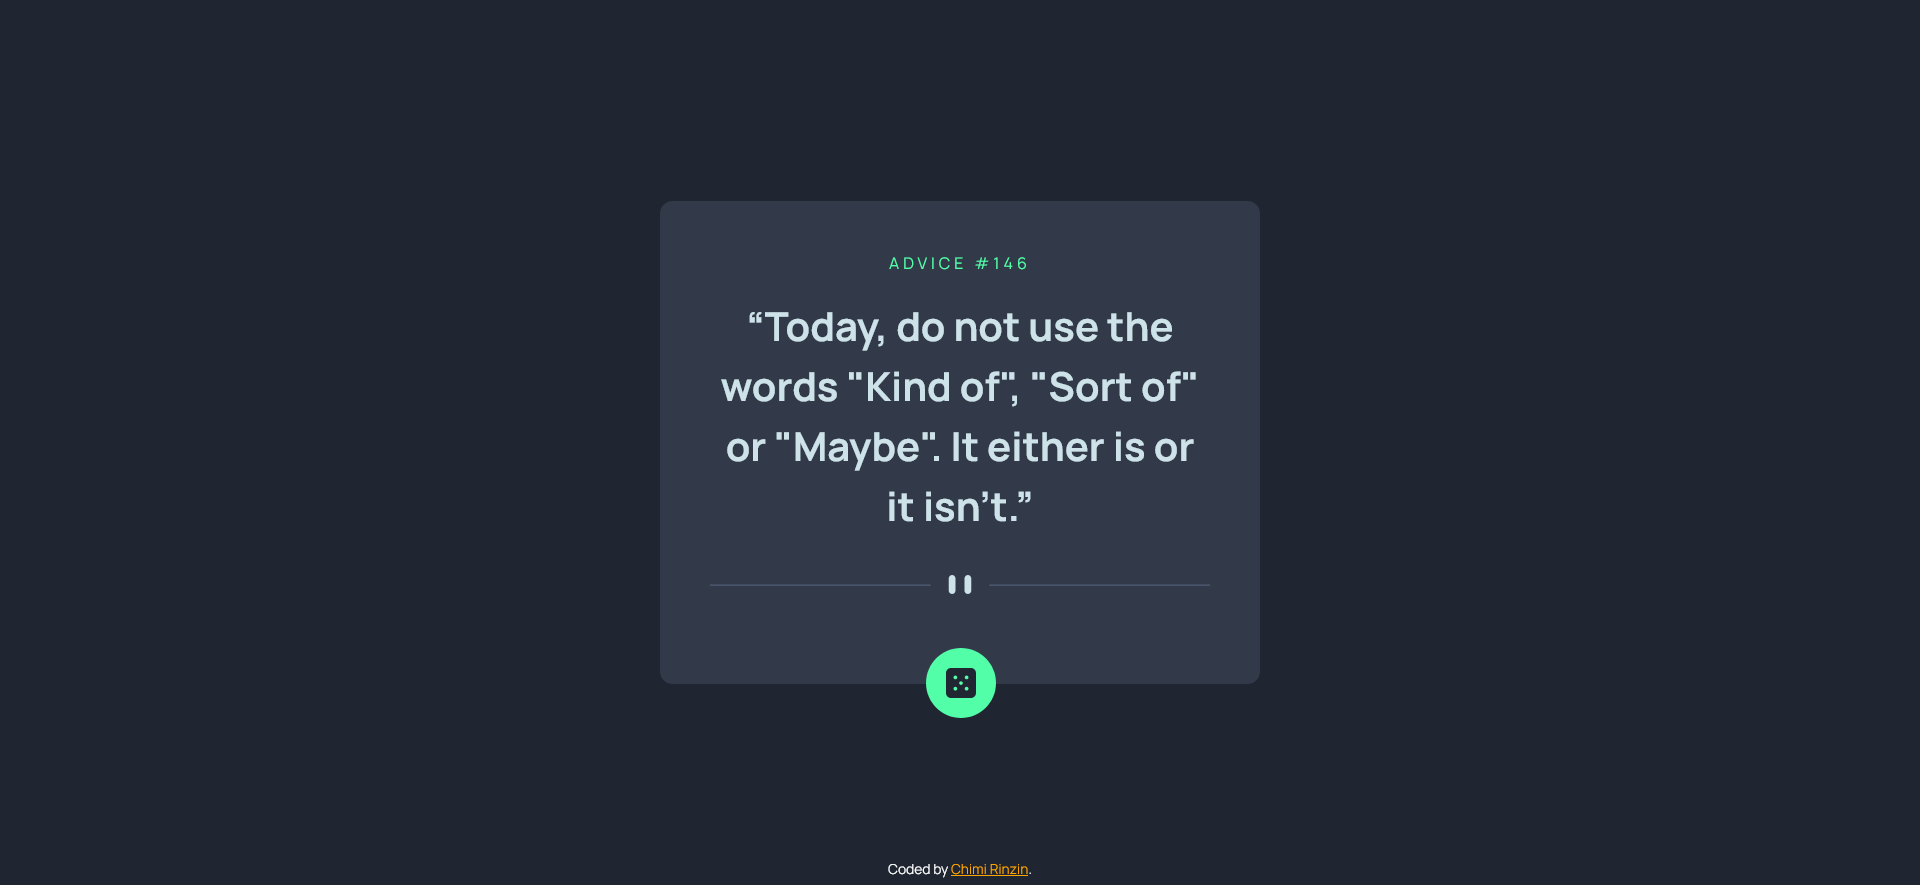 ADVICE #146
“Today, do not use the
words "Kind of", "Sort of"
or "Maybe". It either is or
it isn’t.”
Coded by Chimi Rinzin.